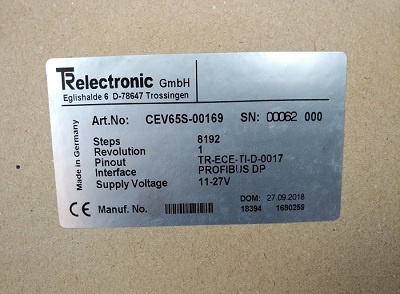 TRelectronic GmbH
Eglishalde 6 D-78647 Trossingen
Art.No: CEV65S-00169 SN: 00062 000
Made in Germany
Steps 8192
Revolution 1
Pinout TR-ECE-TI-D-0017
Interface PROFIBUS DP
Supply Voltage 11-27V
DOM: 27.09.2018
CE Manuf. No. 18394 1690259